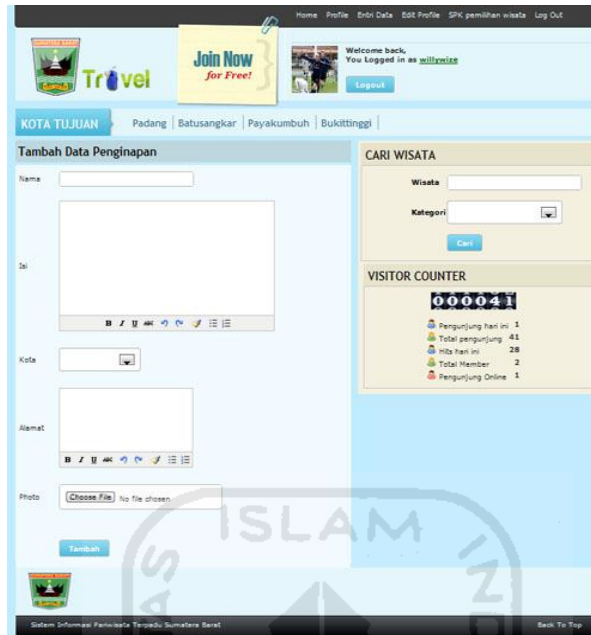 Home Profile Entri Data Edit Profile SPK pemilihan wisata Log Out
SUMATERA BARAT
Travel
Join Now
for Free!
Welcome back,
You Logged in as willywize
Logout
KOTA TUJUAN
Padang | Batusangkar | Payakumbuh | Bukittinggi |
Tambah Data Penginapan
Nama
Isi
B I U ABC
Kota
Alamat
B I U ABC
Photo Choose File No file chosen
Tambah
CARI WISATA
Wisata
Kategori
Cari
VISITOR COUNTER
000041
Pengunjung hari ini 1
Total pengunjung 41
Hits hari ini 28
Total Member 2
Pengunjung Online 1
ISLAM
Sistem Informasi Pariwisata Terpadu Sumatera Barat
Back To Top